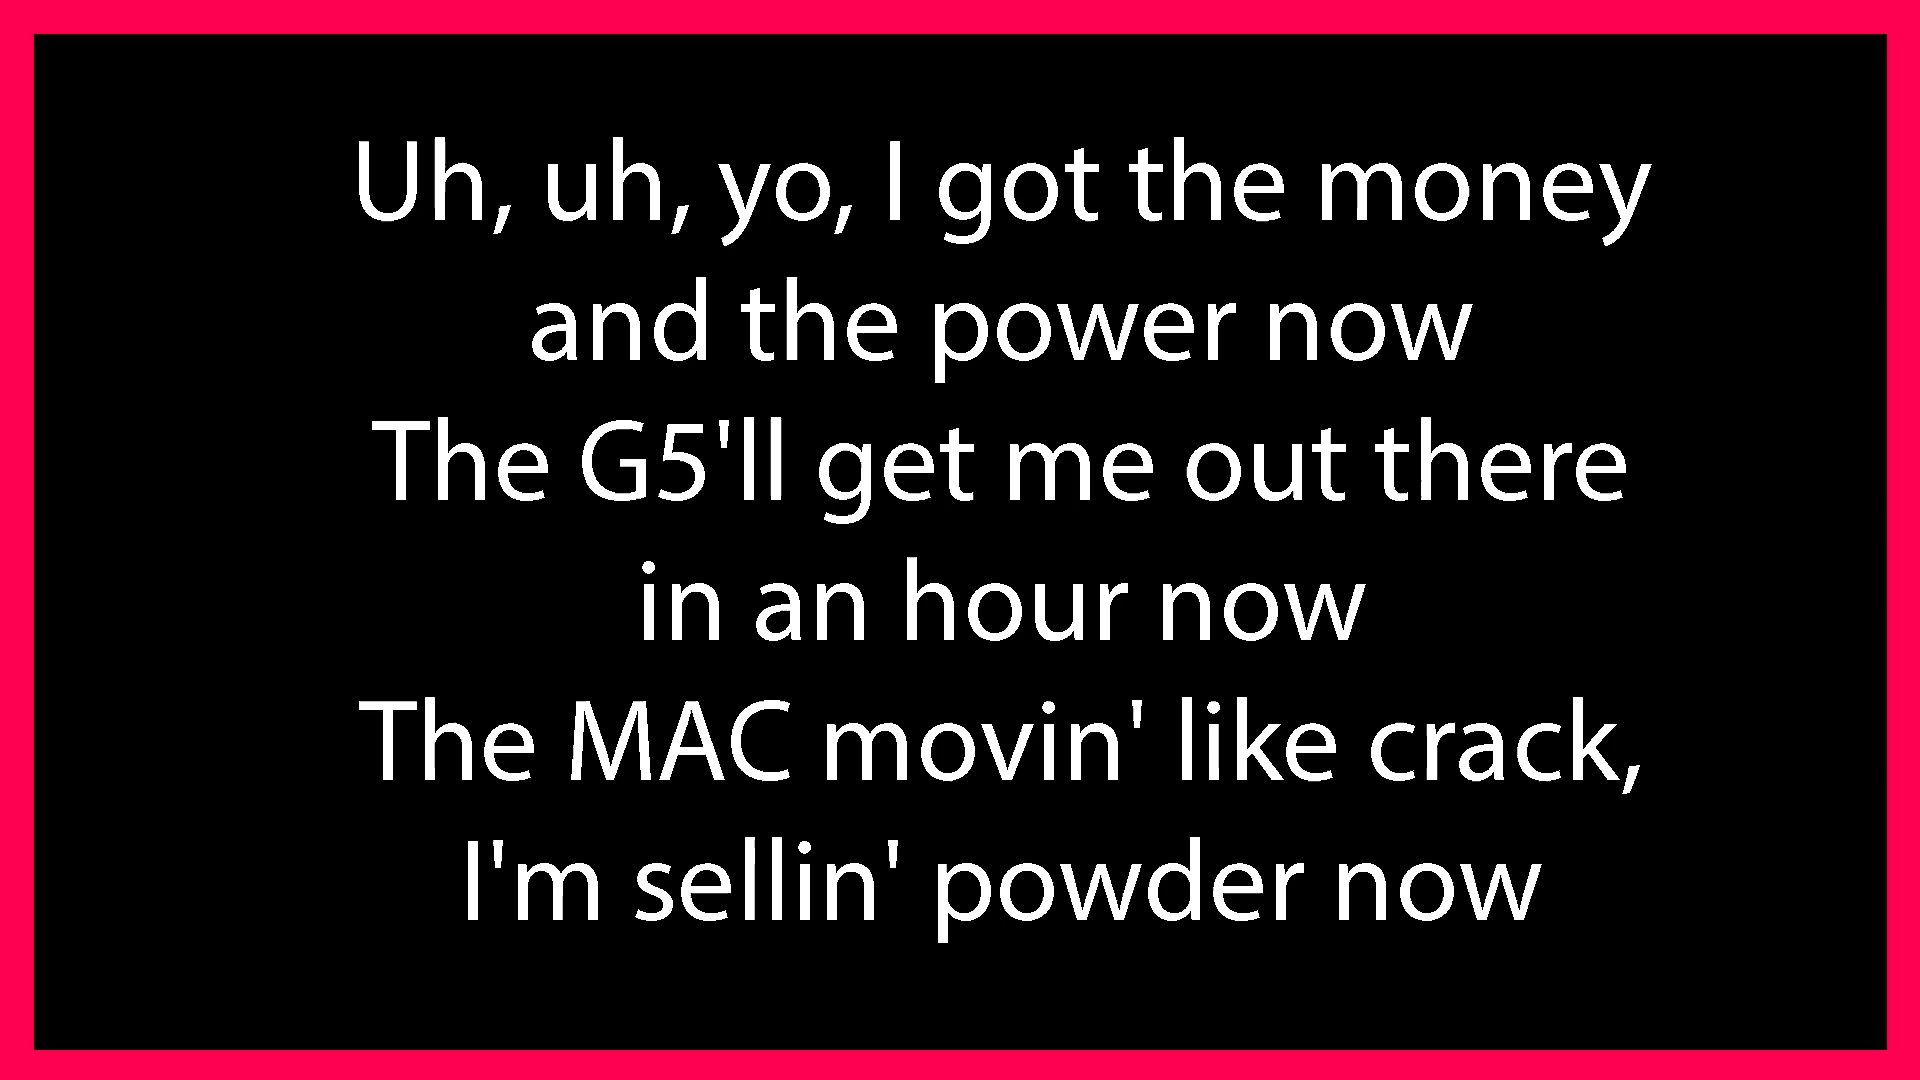 Uh, uh, yo, I got the money
and the power now
The G5'll get me out there
in an hour now
The MAC movin' like crack,
I'm sellin' powder now